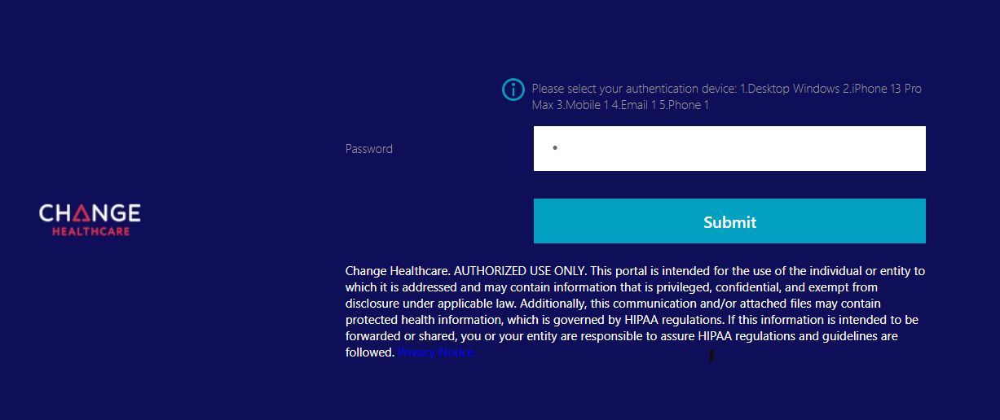 Please select your authentication device: 1.Desktop Windows 2.iPhone 13 Pro
Max 3.Mobile 1 4.Email 1 5.Phone 1
Password
CHANGE
HEALTHCARE
Submit
Change Healthcare. AUTHORIZED USE ONLY. This portal is intended for the use of the individual or entity to
which it is addressed and may contain information that is privileged, confidential, and exempt from
disclosure under applicable law. Additionally, this communication and/or attached files may contain
protected health information, which is governed by HIPAA regulations. If this information is intended to be
forwarded or shared, you or your entity are responsible to assure HIPAA regulations and guidelines are
followed. Privacy Notice.